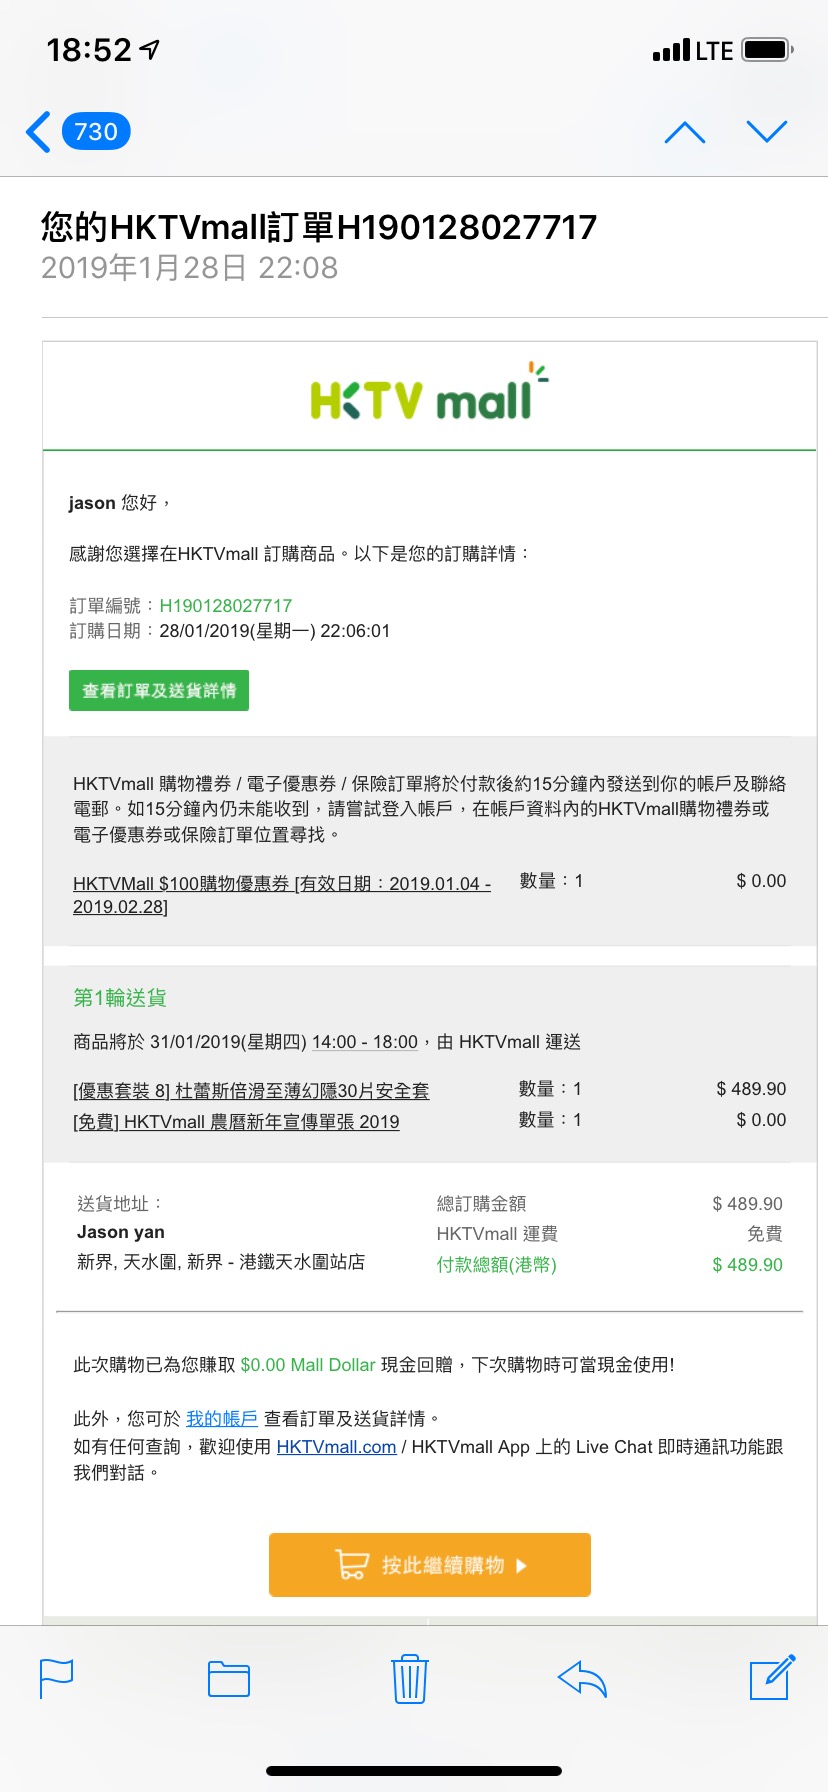 18:52
LTE
730
您的HKTVmall訂單H190128027717
2019年1月28日 22:08
HKTV mall
jason 您好，
感謝您選擇在HKTVmall 訂購商品。以下是您的訂購詳情：
訂單編號：H190128027717
訂購日期：28/01/2019(星期一) 22:06:01
查看訂單及送貨詳情
HKTVmall 購物禮券 / 電子優惠券 / 保險訂單將於付款後約15分鐘內發送到你的帳戶及聯絡
電郵。如15分鐘內仍未能收到，請嘗試登入帳戶，在帳戶資料內的HKTVmall購物禮券或
電子優惠券或保險訂單位置尋找。
HKTVMall $100購物優惠券 [有效日期：2019.01.04 - 數量：1 $ 0.00
2019.02.28]
第1輪送貨
商品將於 31/01/2019(星期四) 14:00 - 18:00，由 HKTVmall 運送
[優惠套裝 8] 杜蕾斯倍滑至薄幻隱30片安全套 數量：1 $ 489.90
[免費] HKTVmall 農曆新年宣傳單張 2019 數量：1 $ 0.00
送貨地址： 總訂購金額 $ 489.90
Jason yan HKTVmall 運費 免費
新界, 天水圍, 新界 - 港鐵天水圍站店 付款總額(港幣) $ 489.90
此次購物已為您賺取 $0.00 Mall Dollar 現金回贈，下次購物時可當現金使用!
此外，您可於 我的帳戶 查看訂單及送貨詳情。
如有任何查詢，歡迎使用 HKTVmall.com / HKTVmall App 上的 Live Chat 即時通訊功能跟
我們對話。
按此繼續購物